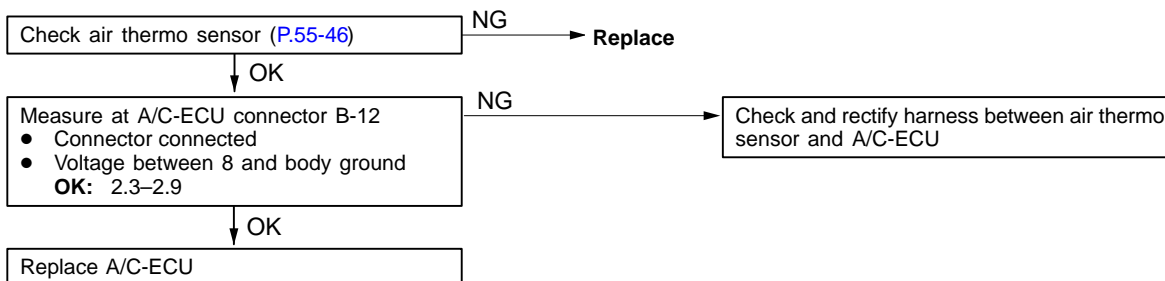 Check air thermo sensor (P.55-46)
NG
Replace
OK
Measure at A/C-ECU connector B-12
● Connector connected
● Voltage between 8 and body ground
OK: 2.3–2.9
NG
Check and rectify harness between air thermo
sensor and A/C-ECU
OK
Replace A/C-ECU